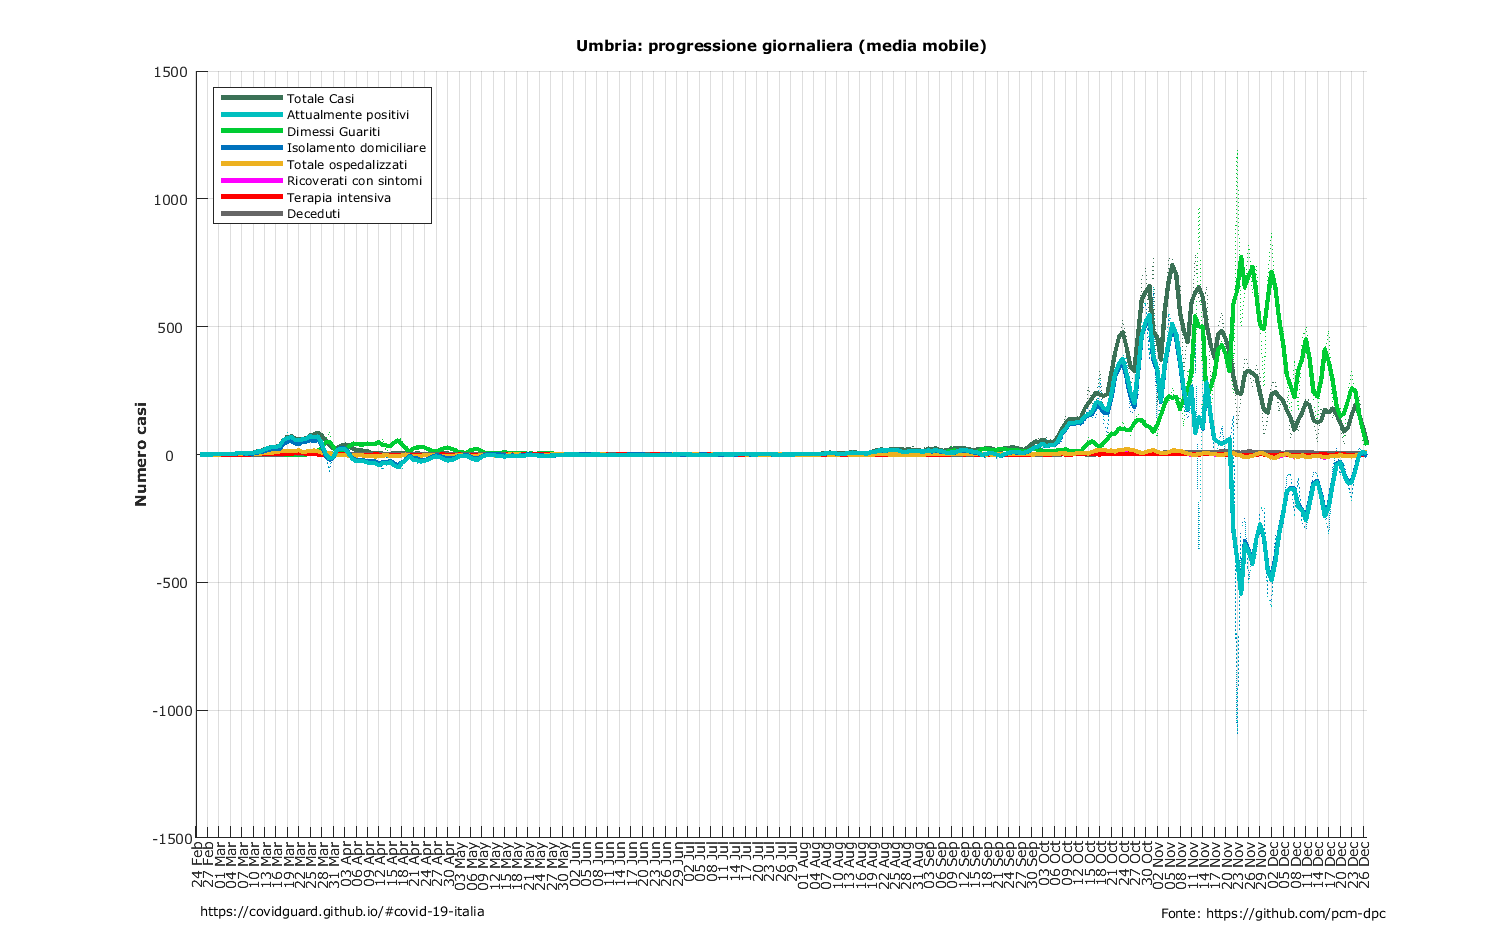 Umbria: progressione giornaliera (media mobile)
1500
1000
500
0
-500
-1000
-1500
Numero casi
Totale Casi
Attualmente positivi
Dimessi Guariti
Isolamento domiciliare
Totale ospedalizzati
Ricoverati con sintomi
Terapia intensiva
Deceduti
24 Feb
27 Feb
01 Mar
04 Mar
07 Mar
10 Mar
13 Mar
16 Mar
19 Mar
22 Mar
25 Mar
28 Mar
31 Mar
03 Apr
06 Apr
09 Apr
12 Apr
15 Apr
18 Apr
21 Apr
24 Apr
27 Apr
30 Apr
03 May
06 May
09 May
12 May
15 May
18 May
21 May
24 May
27 May
30 May
02 Jun
05 Jun
08 Jun
11 Jun
14 Jun
17 Jun
20 Jun
23 Jun
26 Jun
29 Jun
02 Jul
05 Jul
08 Jul
11 Jul
14 Jul
17 Jul
20 Jul
23 Jul
26 Jul
29 Jul
01 Aug
04 Aug
07 Aug
10 Aug
13 Aug
16 Aug
19 Aug
22 Aug
25 Aug
28 Aug
31 Aug
03 Sep
06 Sep
09 Sep
12 Sep
15 Sep
18 Sep
21 Sep
24 Sep
27 Sep
30 Sep
03 Oct
06 Oct
09 Oct
12 Oct
15 Oct
18 Oct
21 Oct
24 Oct
27 Oct
30 Oct
02 Nov
05 Nov
08 Nov
11 Nov
14 Nov
17 Nov
20 Nov
23 Nov
26 Nov
29 Nov
02 Dec
05 Dec
08 Dec
11 Dec
14 Dec
17 Dec
20 Dec
23 Dec
26 Dec
https://covidguard.github.io/#covid-19-italia
Fonte: https://github.com/pcm-dpc